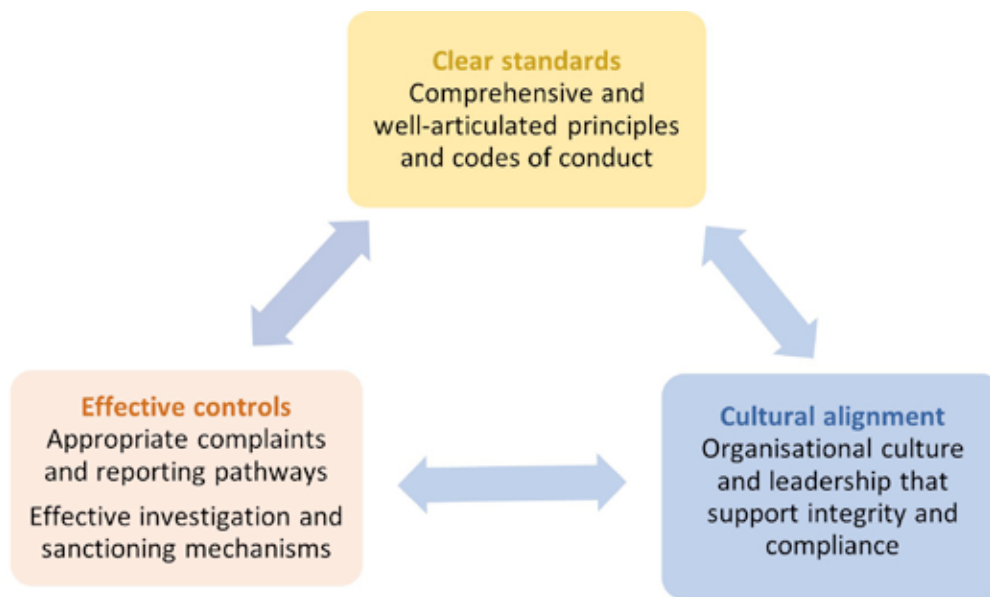 Clear standards
Comprehensive and
well-articulated principles
and codes of conduct
Effective controls
Appropriate complaints
and reporting pathways
Effective investigation and
sanctioning mechanisms
Cultural alignment
Organisational culture
and leadership that
support integrity and
compliance